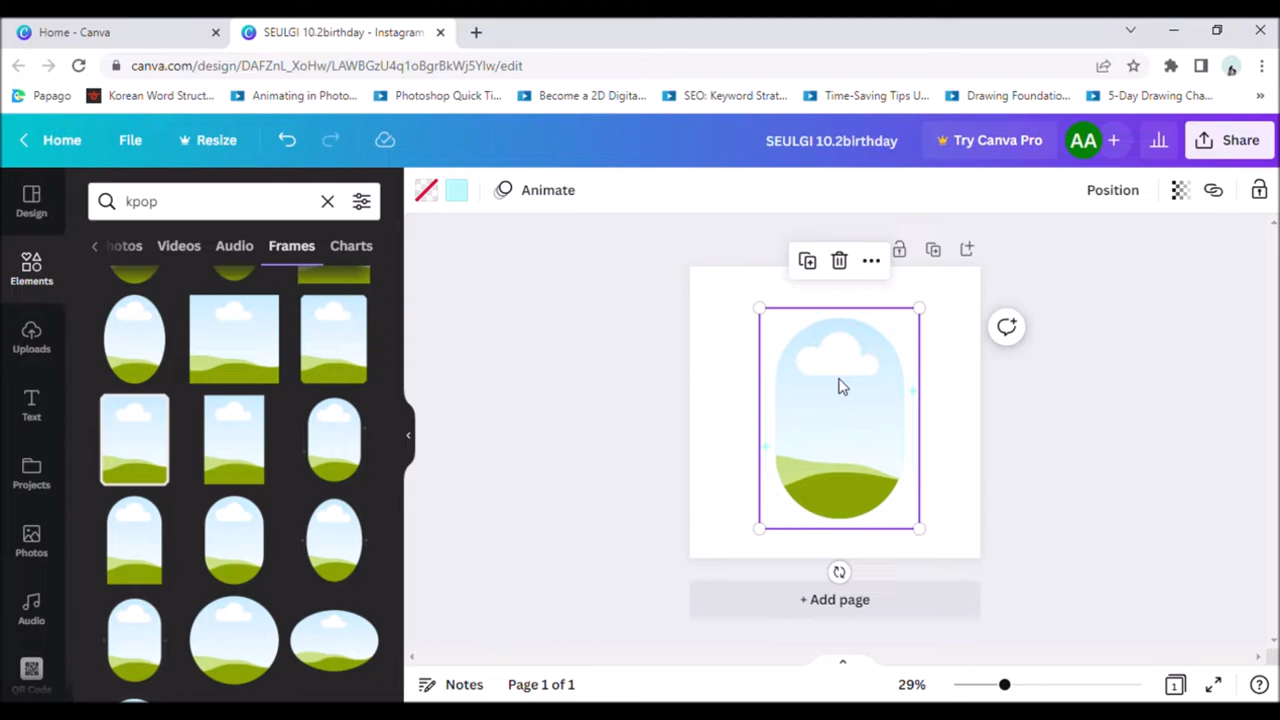 Home - Canva
SEULGI 10.2birthday - Instagram
canva.com/design/DAFZnL_XoHw/LAWBGzU4q1oBgrBkWj5Ylw/edit
Papago
Korean Word Struct...
Animating in Photo...
Photoshop Quick Ti...
Become a 2D Digita...
SEO: Keyword Strat...
Time-Saving Tips U...
Drawing Foundatio...
5-Day Drawing Cha...
Home
File
Resize
SEULGI 10.2birthday
Try Canva Pro
AA
Share
Design
kpop
Animate
Position
hotos
Videos
Audio
Frames
Charts
Elements
Uploads
Text
Projects
Photos
Audio
QR Code
+ Add page
Notes
Page 1 of 1
29%
1